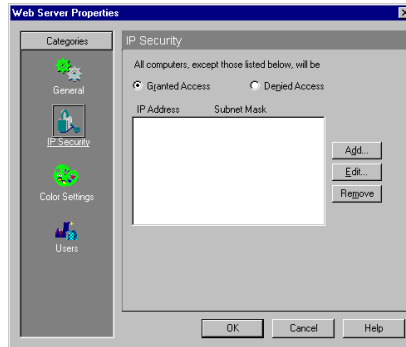 Web Server Properties
Categories
General
IP Security
Color Settings
Users
IP Security
All computers, except those listed below, will be
Granted Access Denied Access
IP Address Subnet Mask
Add...
Edit...
Remove
OK Cancel Help